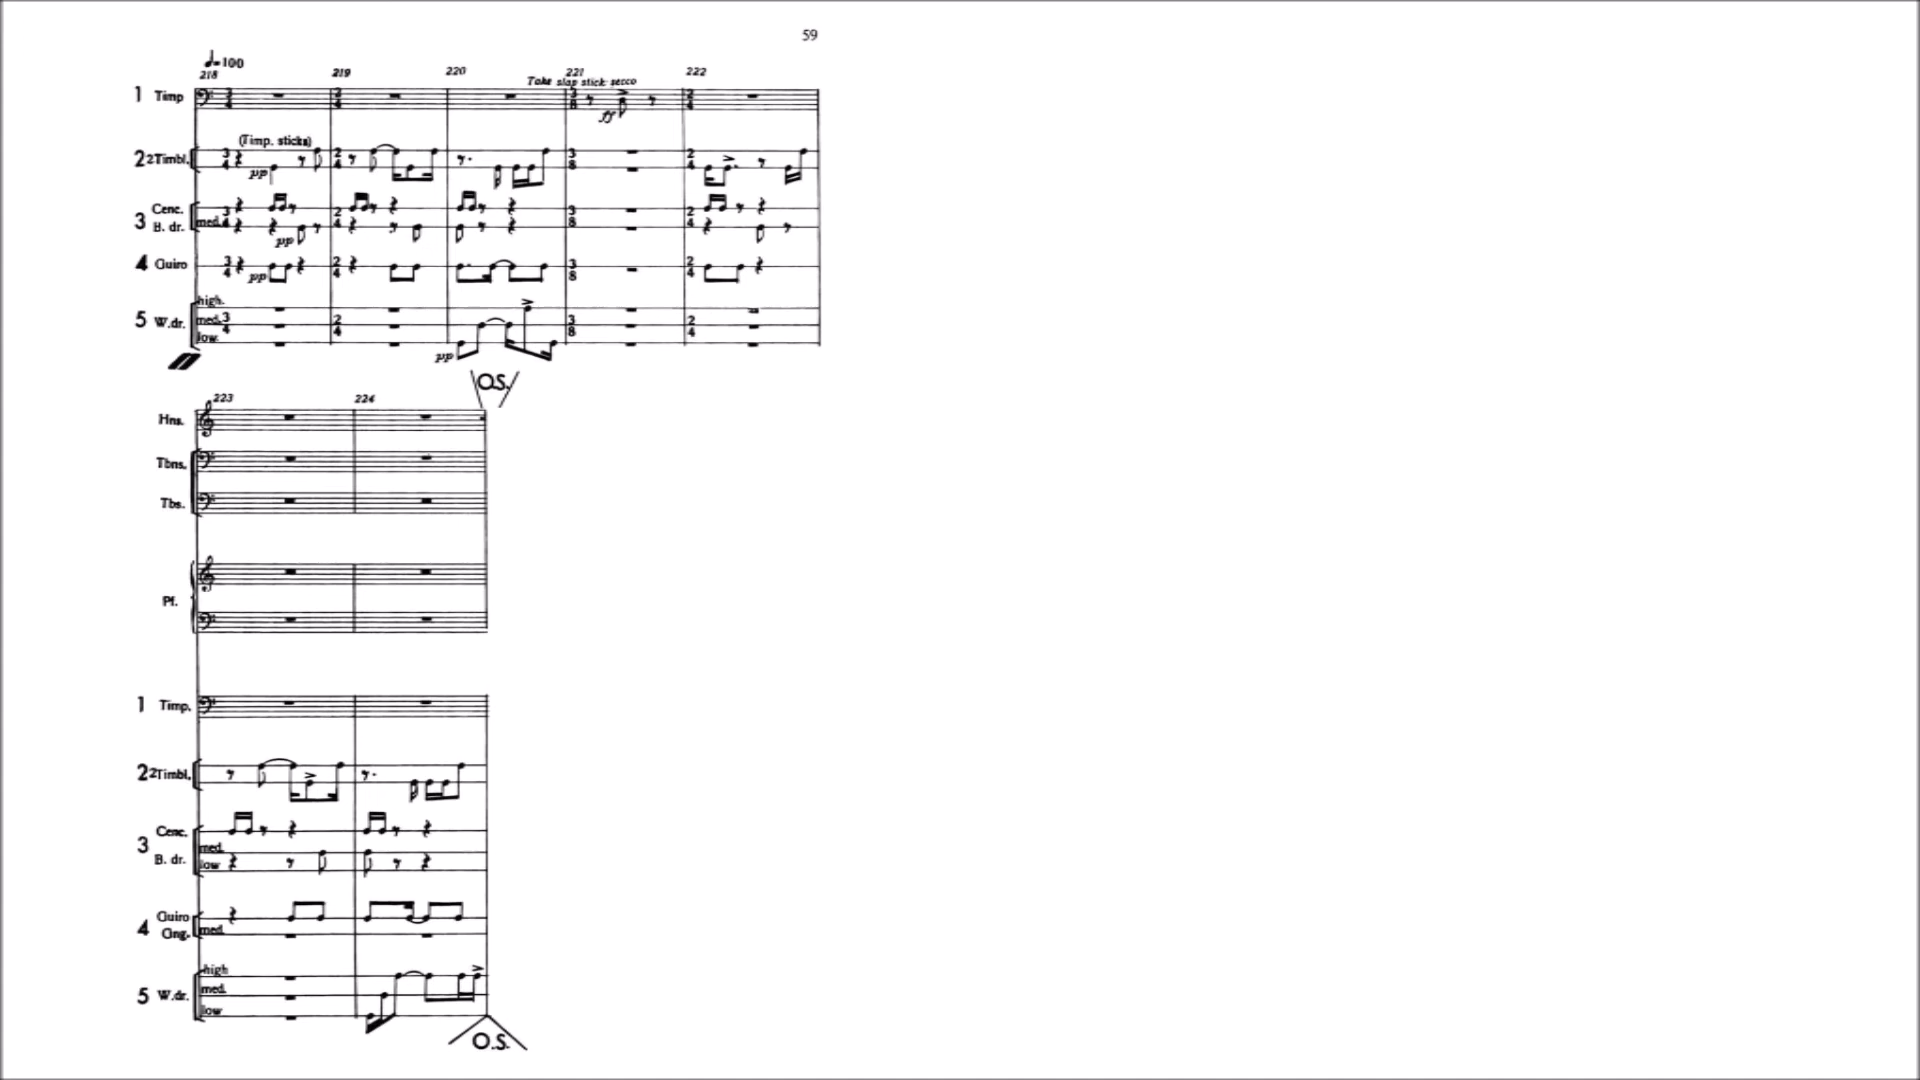 59
♩=100
218 219 220 221 222
Take slap stick: secco
1 Timp
ff
(Timp. sticks)
2 2Timbl.
pp
3 Cenc.
B. dr. med.
pp
4 Guiro
pp
high.
5 W.dr. med.
low
pp
O.S.
223 224
Hns.
Tbns.
Tbs.
Pf.
1 Timp.
2 2Timbl.
3 Cenc.
med.
B. dr. low
4 Guiro
Cng. med.
high
5 W.dr. med.
low
O.S.